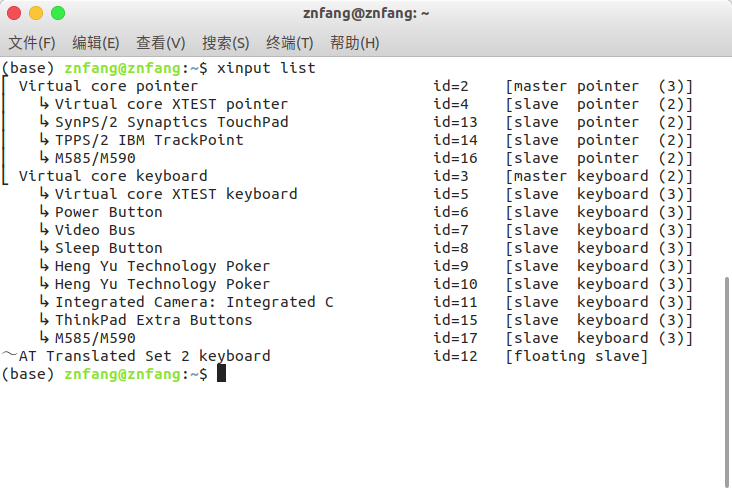 znfang@znfang: ~
文件(F) 编辑(E) 查看(V) 搜索(S) 终端(T) 帮助(H)
(base) znfang@znfang:~$ xinput list
⎡ Virtual core pointer                          id=2    [master pointer  (3)]
⎜   ↳ Virtual core XTEST pointer                id=4    [slave  pointer  (2)]
⎜   ↳ SynPS/2 Synaptics TouchPad                id=13   [slave  pointer  (2)]
⎜   ↳ TPPS/2 IBM TrackPoint                     id=14   [slave  pointer  (2)]
⎜   ↳ M585/M590                                 id=16   [slave  pointer  (2)]
⎣ Virtual core keyboard                         id=3    [master keyboard (2)]
    ↳ Virtual core XTEST keyboard               id=5    [slave  keyboard (3)]
    ↳ Power Button                              id=6    [slave  keyboard (3)]
    ↳ Video Bus                                 id=7    [slave  keyboard (3)]
    ↳ Sleep Button                              id=8    [slave  keyboard (3)]
    ↳ Heng Yu Technology Poker                  id=9    [slave  keyboard (3)]
    ↳ Heng Yu Technology Poker                  id=10   [slave  keyboard (3)]
    ↳ Integrated Camera: Integrated C           id=11   [slave  keyboard (3)]
    ↳ ThinkPad Extra Buttons                    id=15   [slave  keyboard (3)]
    ↳ M585/M590                                 id=17   [slave  keyboard (3)]
～AT Translated Set 2 keyboard                  id=12   [floating slave]
(base) znfang@znfang:~$